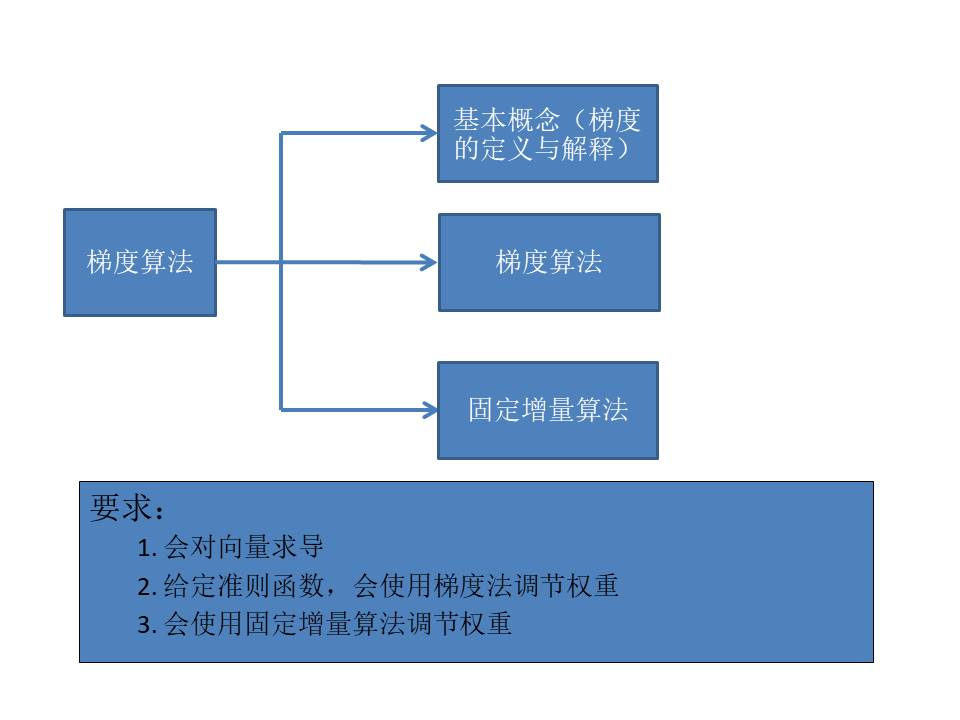 基本概念（梯度
的定义与解释）
梯度算法
梯度算法
固定增量算法
要求：
1. 会对向量求导
2. 给定准则函数，会使用梯度法调节权重
3. 会使用固定增量算法调节权重